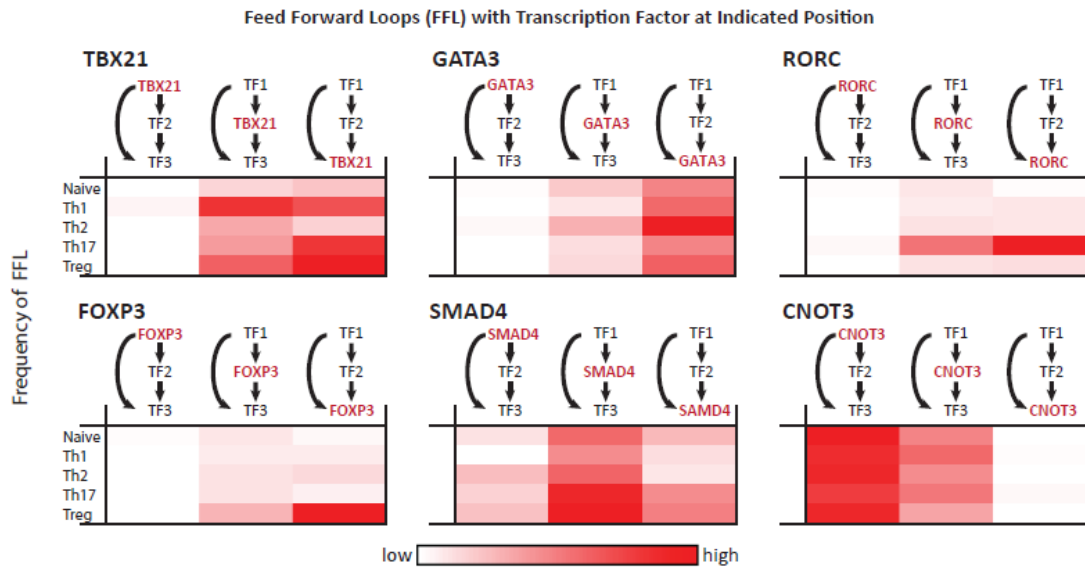 Feed Forward Loops (FFL) with Transcription Factor at Indicated Position
TBX21 GATA3 RORC
TBX21 TF1 TF1 GATA3 TF1 TF1 RORC TF1 TF1
TF2 TBX21 TF2 TF2 GATA3 TF2 TF2 RORC TF2
TF3 TF3 TBX21 TF3 TF3 GATA3 TF3 TF3 RORC
Naive
Th1
Th2
Th17
Treg
Frequency of FFL
FOXP3 SMAD4 CNOT3
FOXP3 TF1 TF1 SMAD4 TF1 TF1 CNOT3 TF1 TF1
TF2 FOXP3 TF2 TF2 SMAD4 TF2 TF2 CNOT3 TF2
TF3 TF3 FOXP3 TF3 TF3 SAMD4 TF3 TF3 CNOT3
Naive
Th1
Th2
Th17
Treg
low high